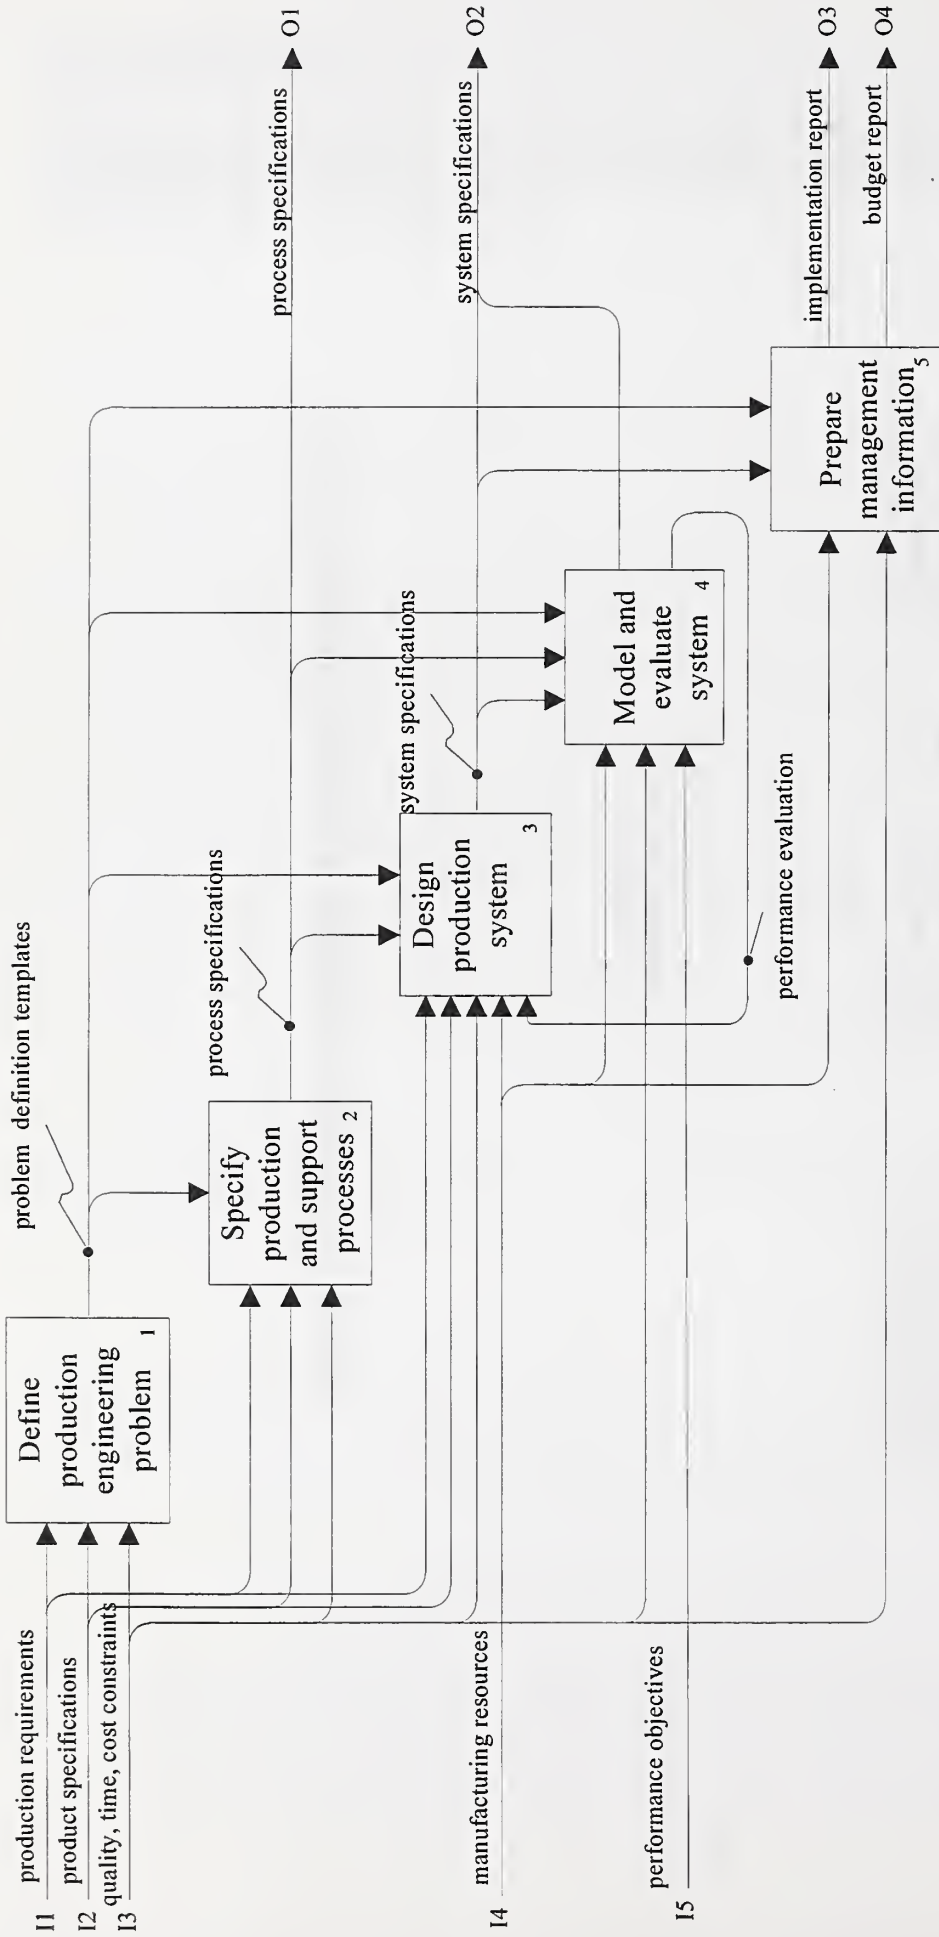 I1
production requirements
I2
product specifications
I3
quality, time, cost constraints
I4
manufacturing resources
I5
performance objectives
Define
production
engineering
problem
1
problem definition templates
Specify
production
and support
processes
2
process specifications
Design
production
system
3
system specifications
Model and
evaluate
system
4
performance evaluation
Prepare
management
information
5
process specifications
O1
system specifications
O2
implementation report
O3
budget report
O4